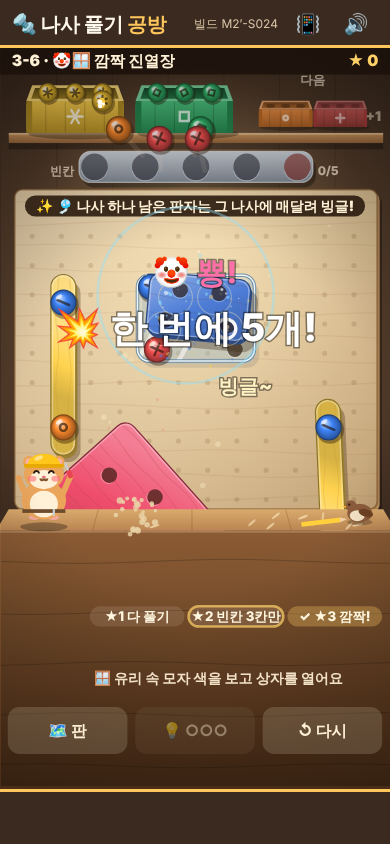 나사 풀기 공방
빌드 M2'-S024
3-6 · 깜짝 진열장
★ 0
다음
+1
빈칸
0/5
나사 하나 남은 판자는 그 나사에 매달려 빙글!
뿅!
한 번에 5개!
빙글~
★1 다 풀기
★2 빈칸 3칸만
✓ ★3 깜짝!
유리 속 모자 색을 보고 상자를 열어요
판
다시